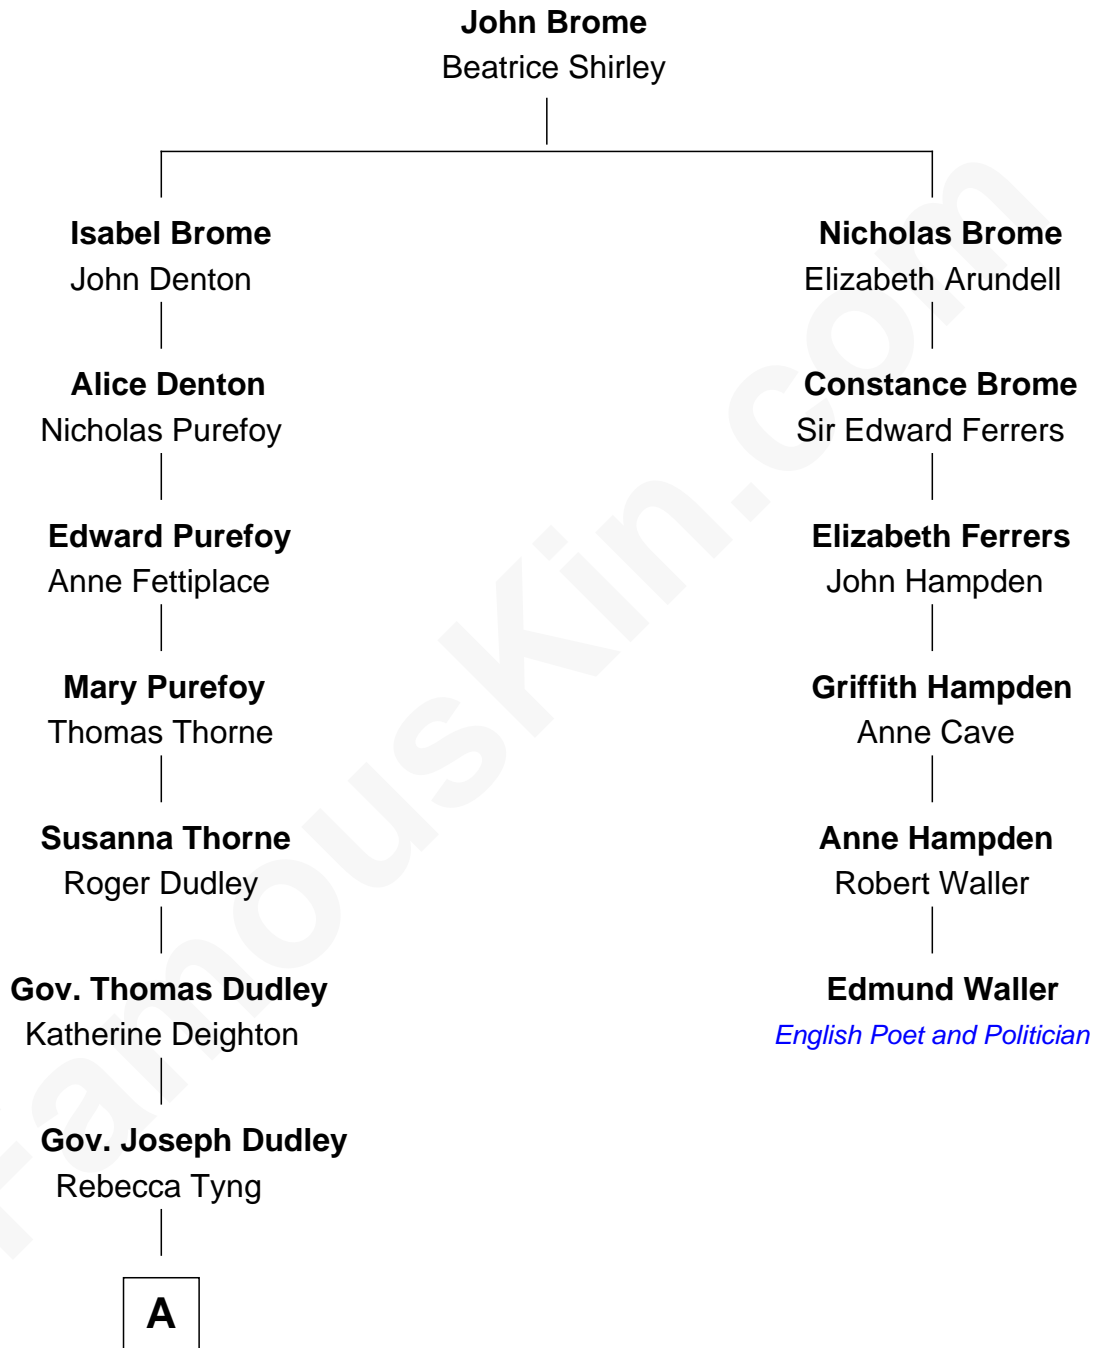 John Brome
Beatrice Shirley
Isabel Brome
John Denton
Nicholas Brome
Elizabeth Arundell
Alice Denton
Nicholas Purefoy
Constance Brome
Sir Edward Ferrers
Edward Purefoy
Anne Fettiplace
Elizabeth Ferrers
John Hampden
Mary Purefoy
Thomas Thorne
Griffith Hampden
Anne Cave
Susanna Thorne
Roger Dudley
Anne Hampden
Robert Waller
Gov. Thomas Dudley
Katherine Deighton
Edmund Waller
English Poet and Politician
Gov. Joseph Dudley
Rebecca Tyng
A
FamousKin.com